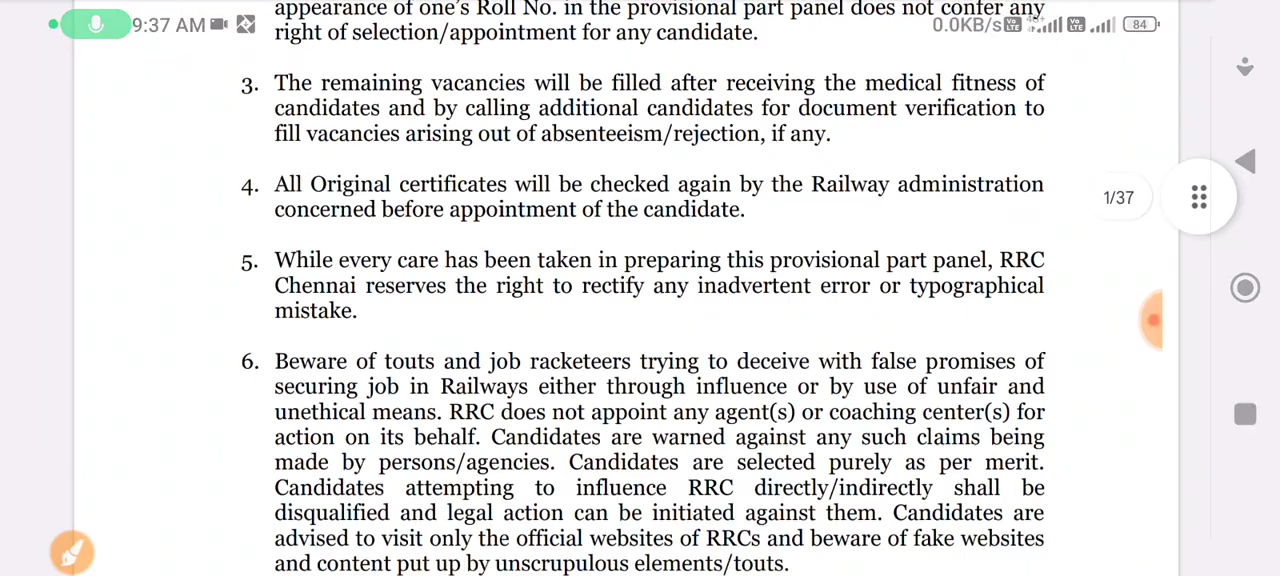 appearance of one's Roll No. in the provisional part panel does not confer any
9:37 AM
0.0KB/s
84
right of selection/appointment for any candidate.
3. The remaining vacancies will be filled after receiving the medical fitness of
candidates and by calling additional candidates for document verification to
fill vacancies arising out of absenteeism/rejection, if any.
4. All Original certificates will be checked again by the Railway administration
concerned before appointment of the candidate.
1/37
5. While every care has been taken in preparing this provisional part panel, RRC
Chennai reserves the right to rectify any inadvertent error or typographical
mistake.
6. Beware of touts and job racketeers trying to deceive with false promises of
securing job in Railways either through influence or by use of unfair and
unethical means. RRC does not appoint any agent(s) or coaching center(s) for
action on its behalf. Candidates are warned against any such claims being
made by persons/agencies. Candidates are selected purely as per merit.
Candidates attempting to influence RRC directly/indirectly shall be
disqualified and legal action can be initiated against them. Candidates are
advised to visit only the official websites of RRCs and beware of fake websites
and content put up by unscrupulous elements/touts.